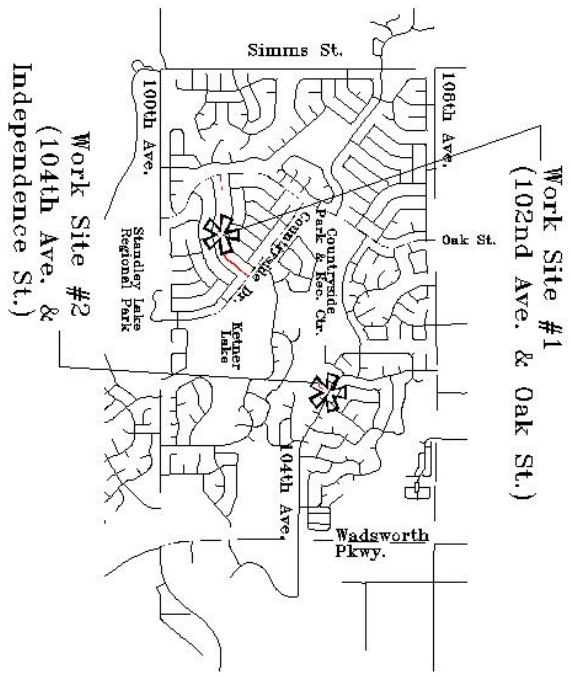 Work Site #1
(102nd Ave. & Oak St.)
Simms St.
100th Ave.
108th Ave.
Oak St.
Countryside
Park & Rec. Ctr.
Countryside Dr.
Standley Lake
Regional Park
Ketner
Lake
104th Ave.
Wadsworth
Pkwy.
Work Site #2
(104th Ave. &
Independence St.)